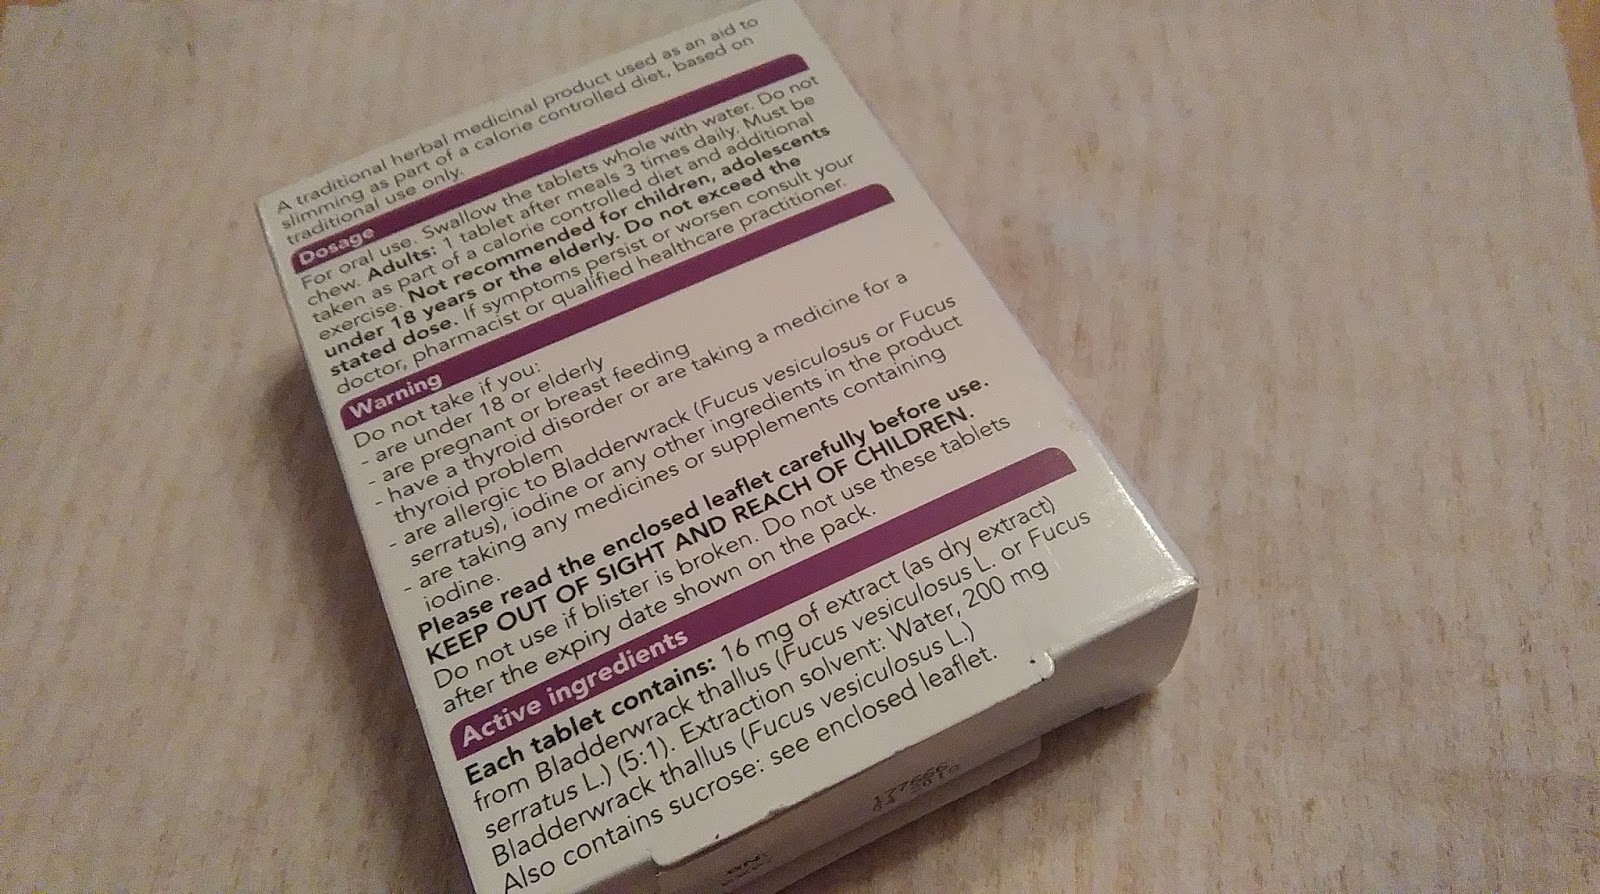 A traditional herbal medicinal product used as an aid to
slimming as part of a calorie controlled diet, based on
traditional use only.
Dosage
For oral use. Swallow the tablets whole with water. Do not
chew. Adults: 1 tablet after meals 3 times daily. Must be
taken as part of a calorie controlled diet and additional
exercise. Not recommended for children, adolescents
under 18 years or the elderly. Do not exceed the
stated dose. If symptoms persist or worsen consult your
doctor, pharmacist or qualified healthcare practitioner.
Warning
Do not take if you:
- are under 18 or elderly
- are pregnant or breast feeding
- have a thyroid disorder or are taking a medicine for a
thyroid problem
- are allergic to Bladderwrack (Fucus vesiculosus or Fucus
serratus), iodine or any other ingredients in the product
- are taking any medicines or supplements containing
iodine.
Please read the enclosed leaflet carefully before use.
KEEP OUT OF SIGHT AND REACH OF CHILDREN.
Do not use if blister is broken. Do not use these tablets
after the expiry date shown on the pack.
Active ingredients
Each tablet contains: 16 mg of extract (as dry extract)
from Bladderwrack thallus (Fucus vesiculosus L. or Fucus
serratus L.) (5:1). Extraction solvent: Water, 200 mg
Bladderwrack thallus (Fucus vesiculosus L.)
Also contains sucrose: see enclosed leaflet.
BN